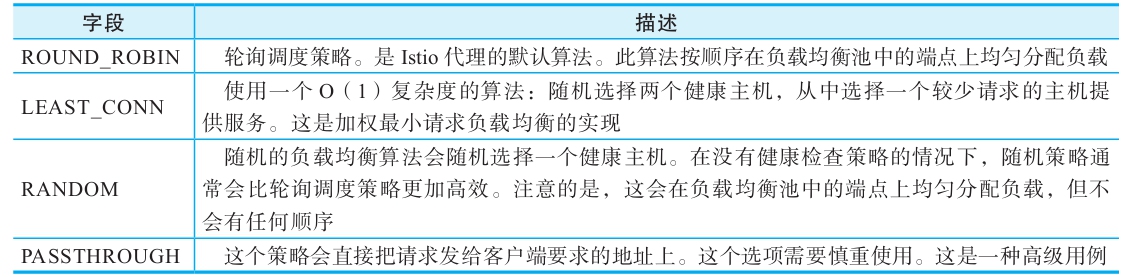 字段 描述
ROUND_ROBIN 轮询调度策略。是 Istio 代理的默认算法。此算法按顺序在负载均衡池中的端点上均匀分配负载
LEAST_CONN 使用一个 O（1）复杂度的算法：随机选择两个健康主机，从中选择一个较少请求的主机提
供服务。这是加权最小请求负载均衡的实现
随机的负载均衡算法会随机选择一个健康主机。在没有健康检查策略的情况下，随机策略通
RANDOM 常会比轮询调度策略更加高效。注意的是，这会在负载均衡池中的端点上均匀分配负载，但不
会有任何顺序
PASSTHROUGH 这个策略会直接把请求发给客户端要求的地址上。这个选项需要慎重使用。这是一种高级用例